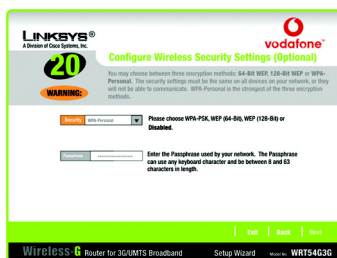 LINKSYS®
A Division of Cisco Systems, Inc.
vodafone™
20
WARNING:
Configure Wireless Security Settings (Optional)
You may choose between three encryption methods: 64-Bit WEP, 128-Bit WEP or WPA-
Personal. The security settings must be the same on all devices on your network, or they
will not be able to communicate. WPA-Personal is the strongest of the three encryption
methods.
Security WPA-Personal
Please choose WPA-PSK, WEP (64-Bit), WEP (128-Bit) or
Disabled.
Passphrase
Enter the Passphrase used by your network. The Passphrase
can use any keyboard character and be between 8 and 63
characters in length.
Exit Back Next
Wireless-G Router for 3G/UMTS Broadband Setup Wizard Model No. WRT54G3G